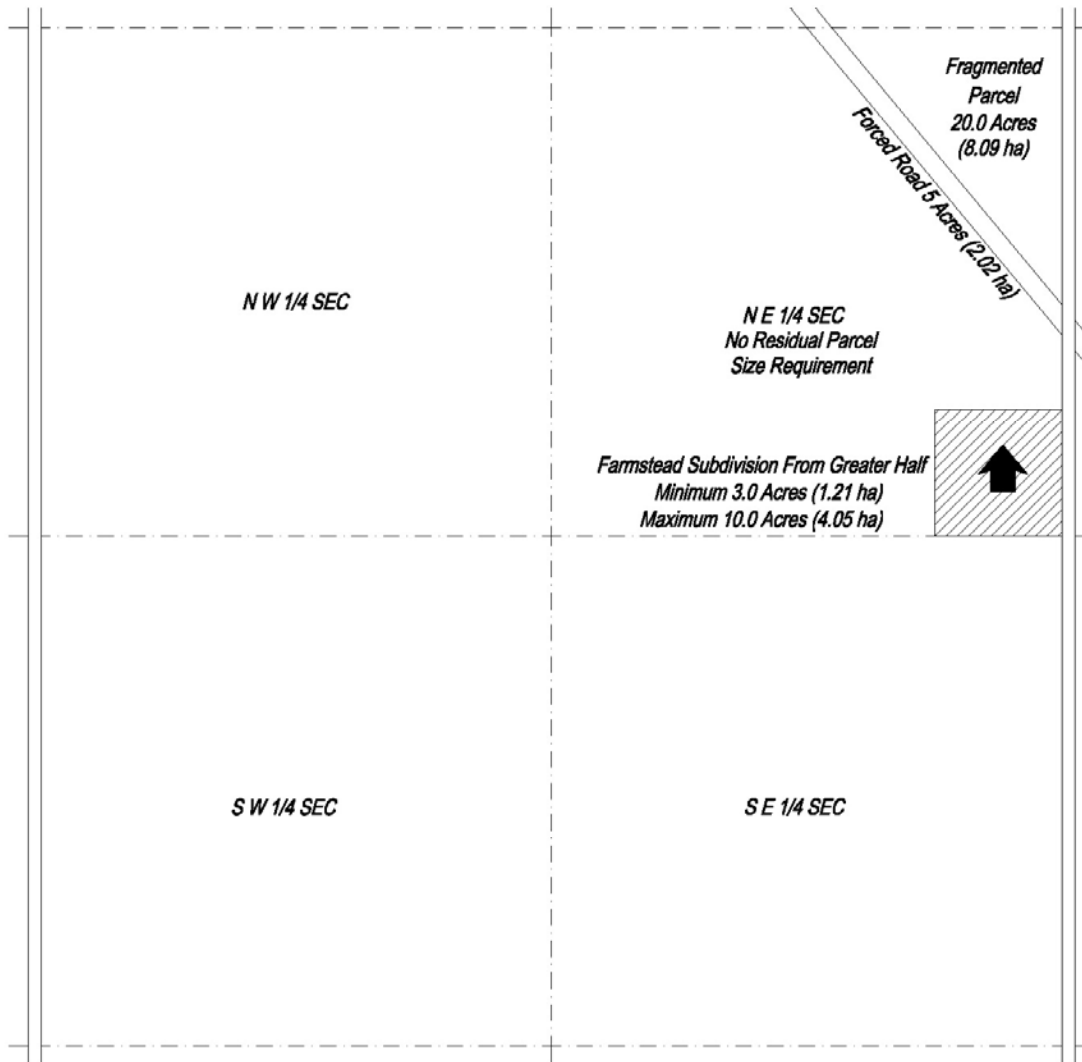 Fragmented
Parcel
20.0 Acres
(8.09 ha)
Forced Road 5 Acres (2.02 ha)
N W 1/4 SEC
N E 1/4 SEC
No Residual Parcel
Size Requirement
Farmstead Subdivision From Greater Half
Minimum 3.0 Acres (1.21 ha)
Maximum 10.0 Acres (4.05 ha)
S W 1/4 SEC
S E 1/4 SEC